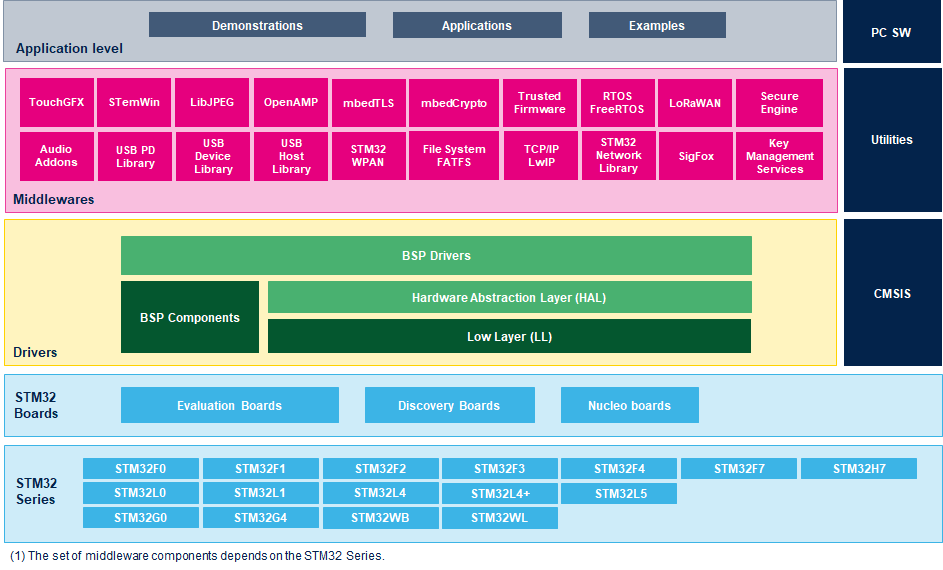 Demonstrations
Applications
Examples
Application level
PC SW
TouchGFX
STemWin
LibJPEG
OpenAMP
mbedTLS
mbedCrypto
Trusted
Firmware
RTOS
FreeRTOS
LoRaWAN
Secure
Engine
Audio
Addons
USB PD
Library
USB
Device
Library
USB
Host
Library
STM32
WPAN
File System
FATFS
TCP/IP
LwIP
STM32
Network
Library
SigFox
Key
Management
Services
Middlewares
Utilities
BSP Drivers
BSP Components
Hardware Abstraction Layer (HAL)
Low Layer (LL)
Drivers
CMSIS
STM32
Boards
Evaluation Boards
Discovery Boards
Nucleo boards
STM32
Series
STM32F0
STM32F1
STM32F2
STM32F3
STM32F4
STM32F7
STM32H7
STM32L0
STM32L1
STM32L4
STM32L4+
STM32L5
STM32G0
STM32G4
STM32WB
STM32WL
(1) The set of middleware components depends on the STM32 Series.